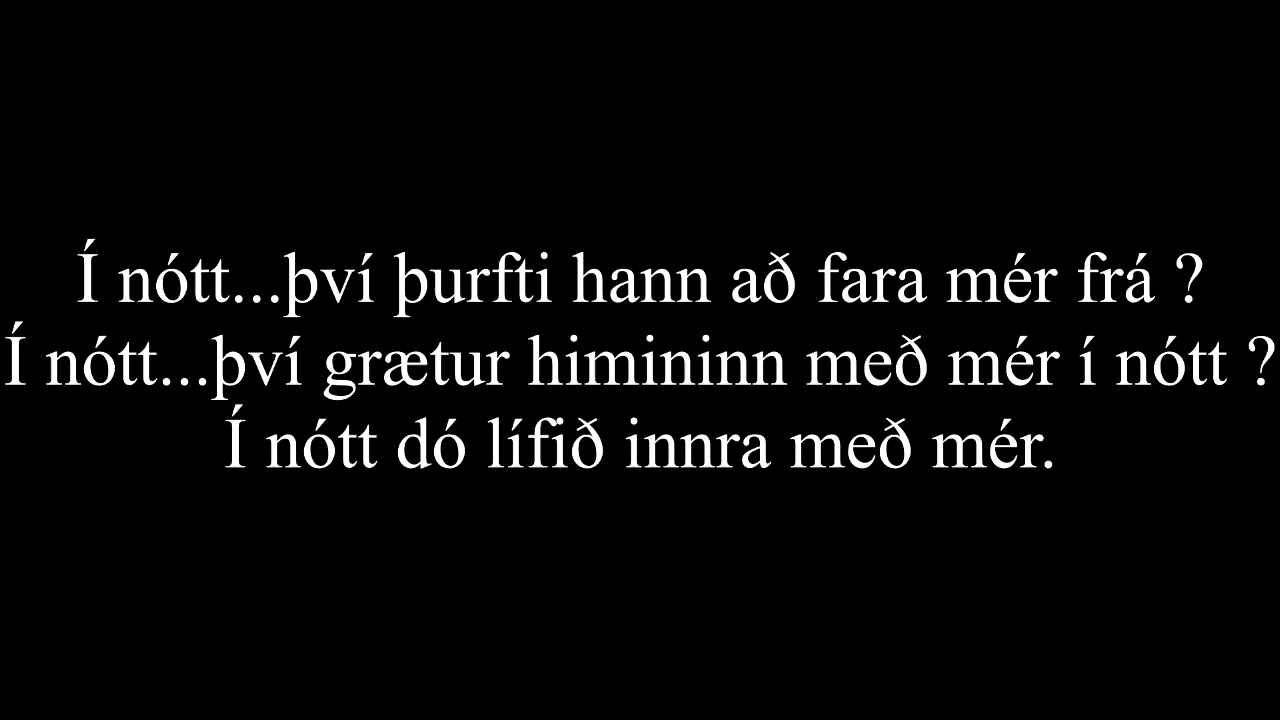 Í nótt...því þurfti hann að fara mér frá ?
Í nótt...því grætur himininn með mér í nótt ?
Í nótt dó lífið innra með mér.